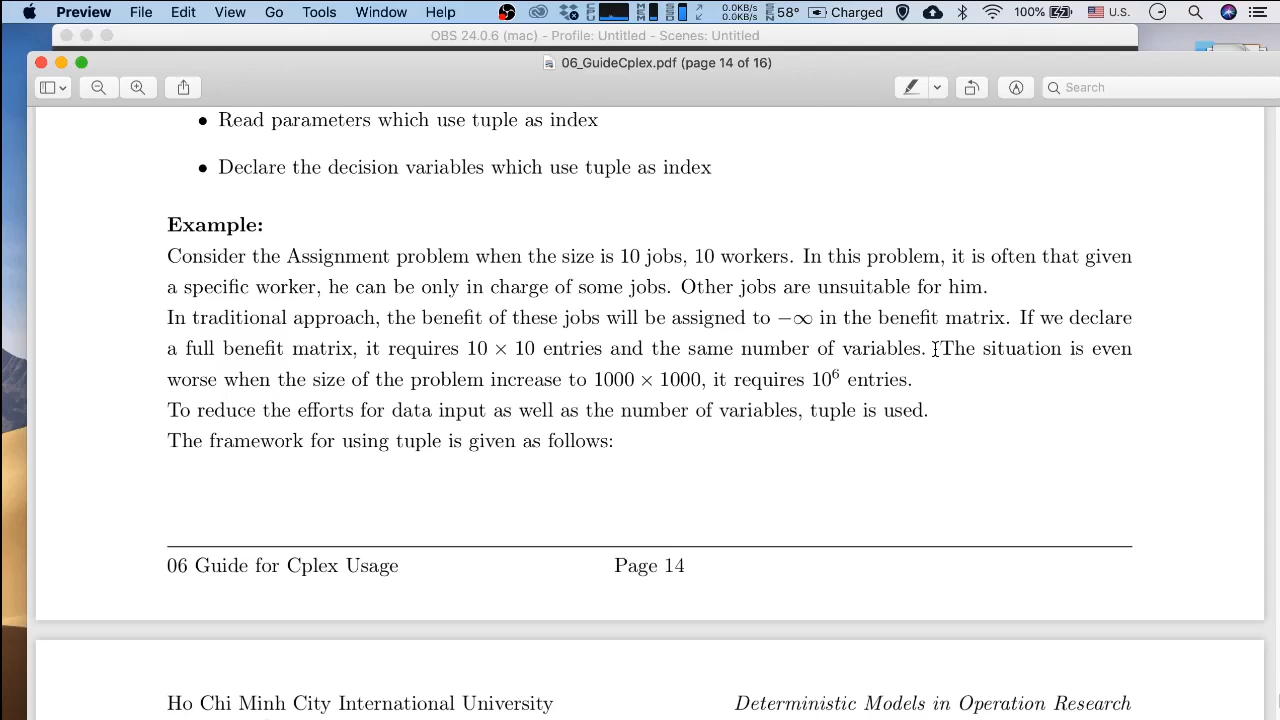 Preview File Edit View Go Tools Window Help 0.0KB/s 0.0KB/s 58° Charged 100% U.S.
OBS 24.0.6 (mac) - Profile: Untitled - Scenes: Untitled
06_GuideCplex.pdf (page 14 of 16)
Search
• Read parameters which use tuple as index
• Declare the decision variables which use tuple as index
Example:
Consider the Assignment problem when the size is 10 jobs, 10 workers. In this problem, it is often that given
a specific worker, he can be only in charge of some jobs. Other jobs are unsuitable for him.
In traditional approach, the benefit of these jobs will be assigned to −∞ in the benefit matrix. If we declare
a full benefit matrix, it requires 10 × 10 entries and the same number of variables. The situation is even
worse when the size of the problem increase to 1000 × 1000, it requires 10⁶ entries.
To reduce the efforts for data input as well as the number of variables, tuple is used.
The framework for using tuple is given as follows:
06 Guide for Cplex Usage Page 14
Ho Chi Minh City International University Deterministic Models in Operation Research